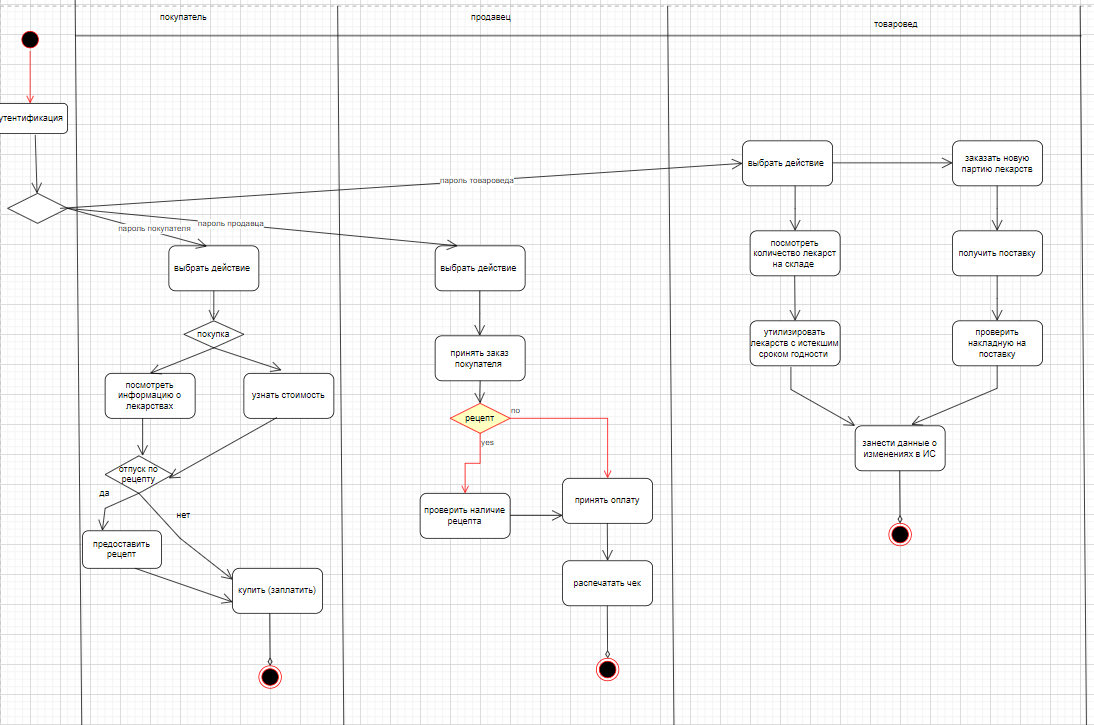 покупатель
продавец
товаровед
утентификация
пароль товароведа
пароль продавца
пароль покупателя
выбрать действие
покупка
посмотреть
информацию о
лекарствах
узнать стоимость
отпуск по
рецепту
да
нет
предоставить
рецепт
купить (заплатить)
выбрать действие
принять заказ
покупателя
рецепт
no
yes
проверить наличие
рецепта
принять оплату
распечатать чек
выбрать действие
заказать новую
партию лекарств
посмотреть
количество лекарст
на складе
получить поставку
утилизировать
лекарств с истекшим
сроком годности
проверить
накладную на
поставку
занести данные о
изменениях в ИС